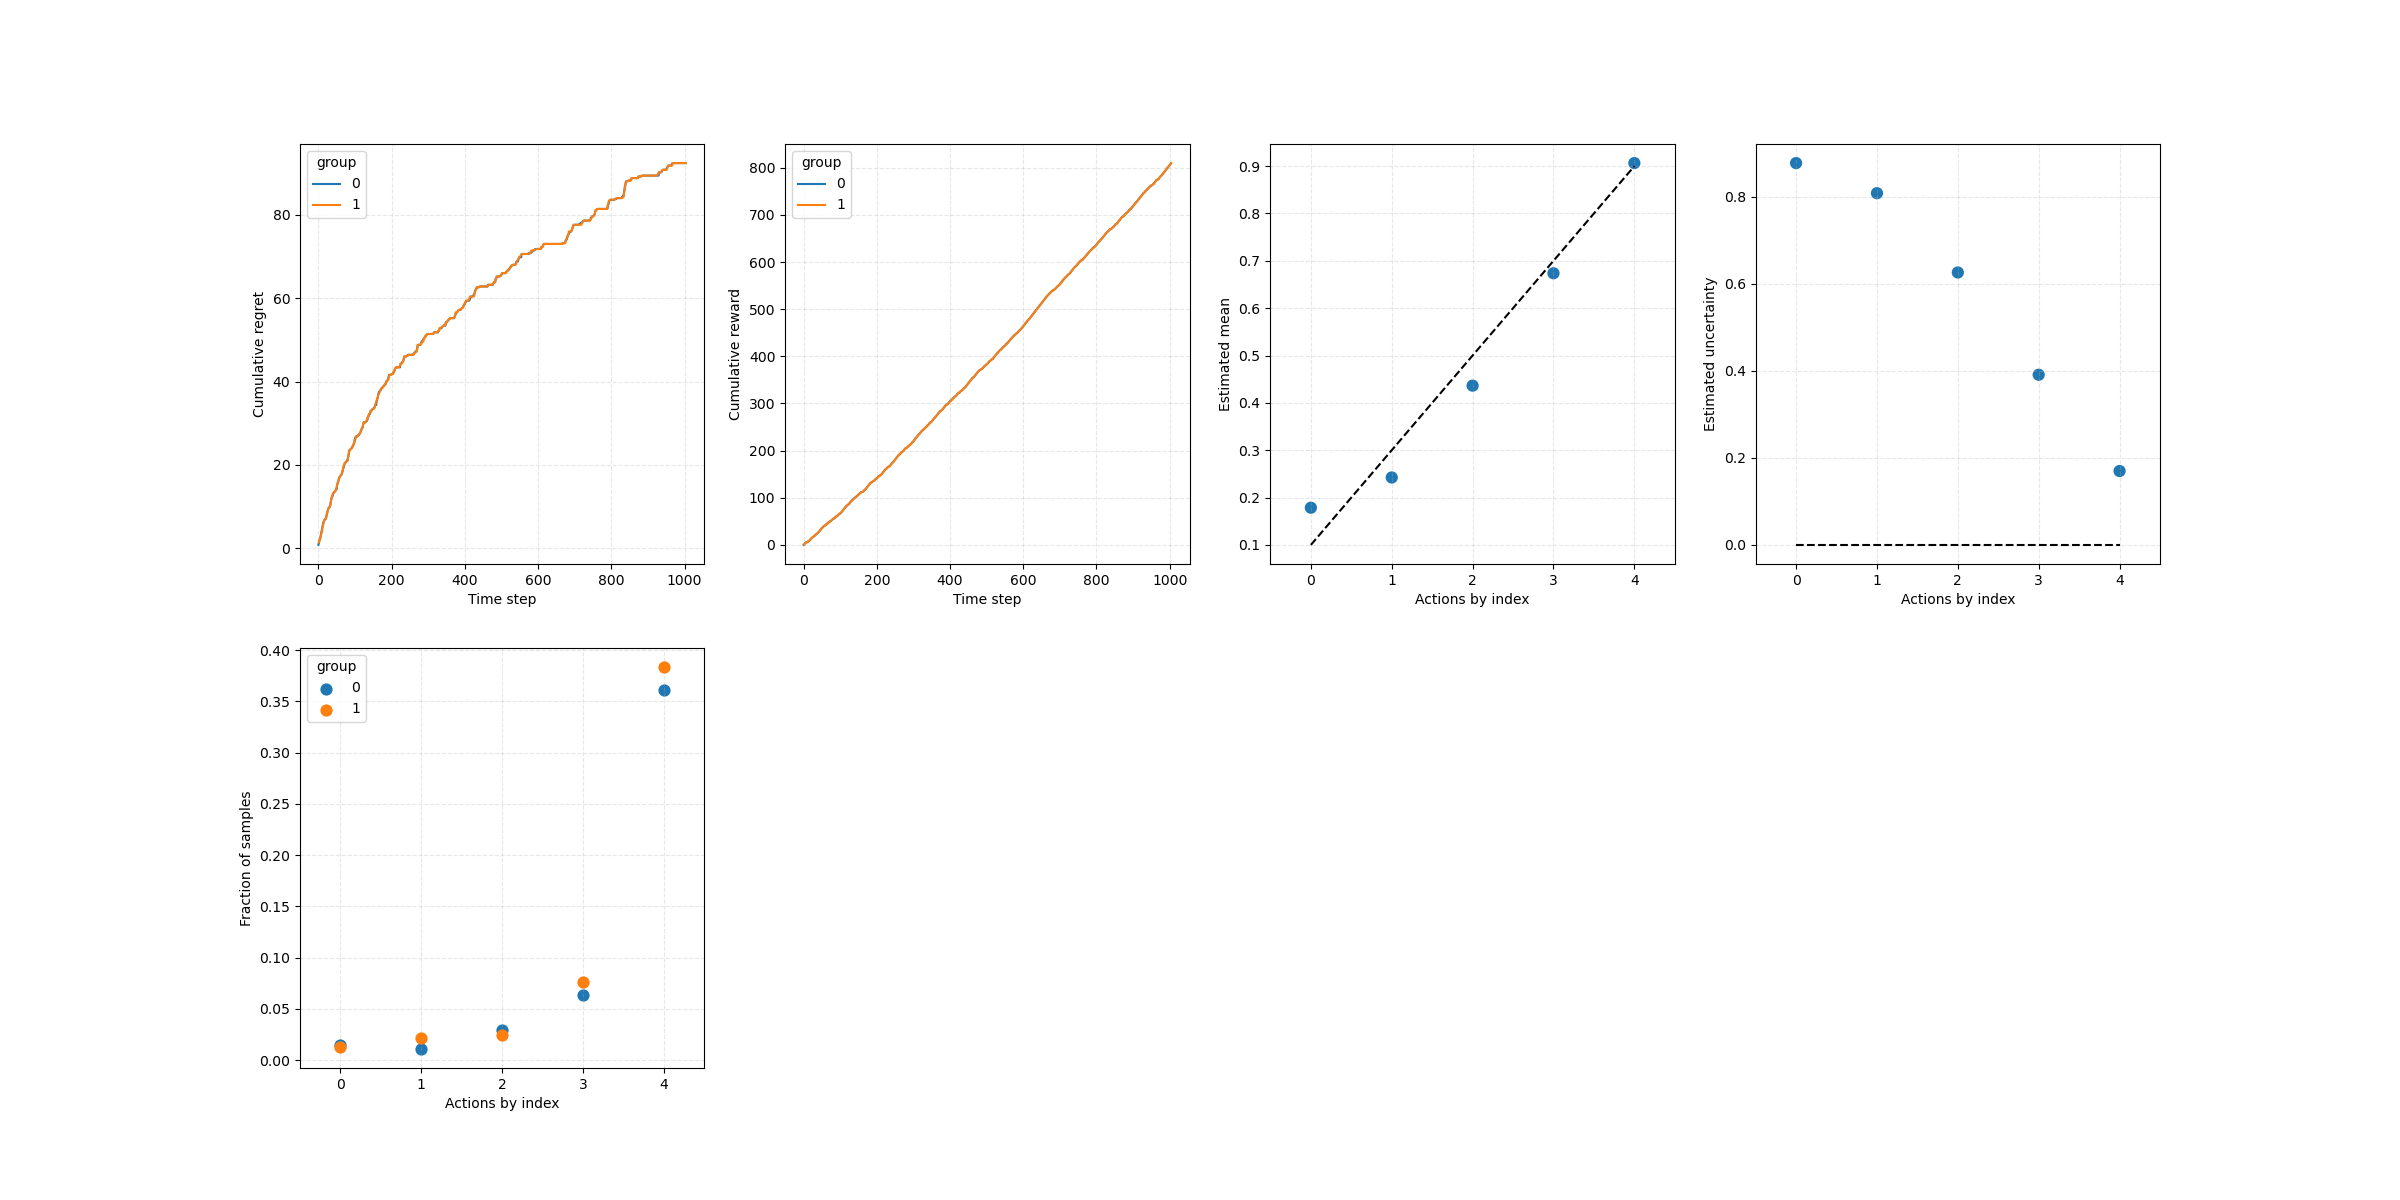 group
0
1
80
60
40
20
0
Cumulative regret
0 200 400 600 800 1000
Time step
group
0
1
800
700
600
500
400
300
200
100
0
Cumulative reward
0 200 400 600 800 1000
Time step
0.9
0.8
0.7
0.6
0.5
0.4
0.3
0.2
0.1
Estimated mean
0 1 2 3 4
Actions by index
0.8
0.6
0.4
0.2
0.0
Estimated uncertainty
0 1 2 3 4
Actions by index
group
0
1
0.40
0.35
0.30
0.25
0.20
0.15
0.10
0.05
0.00
Fraction of samples
0 1 2 3 4
Actions by index